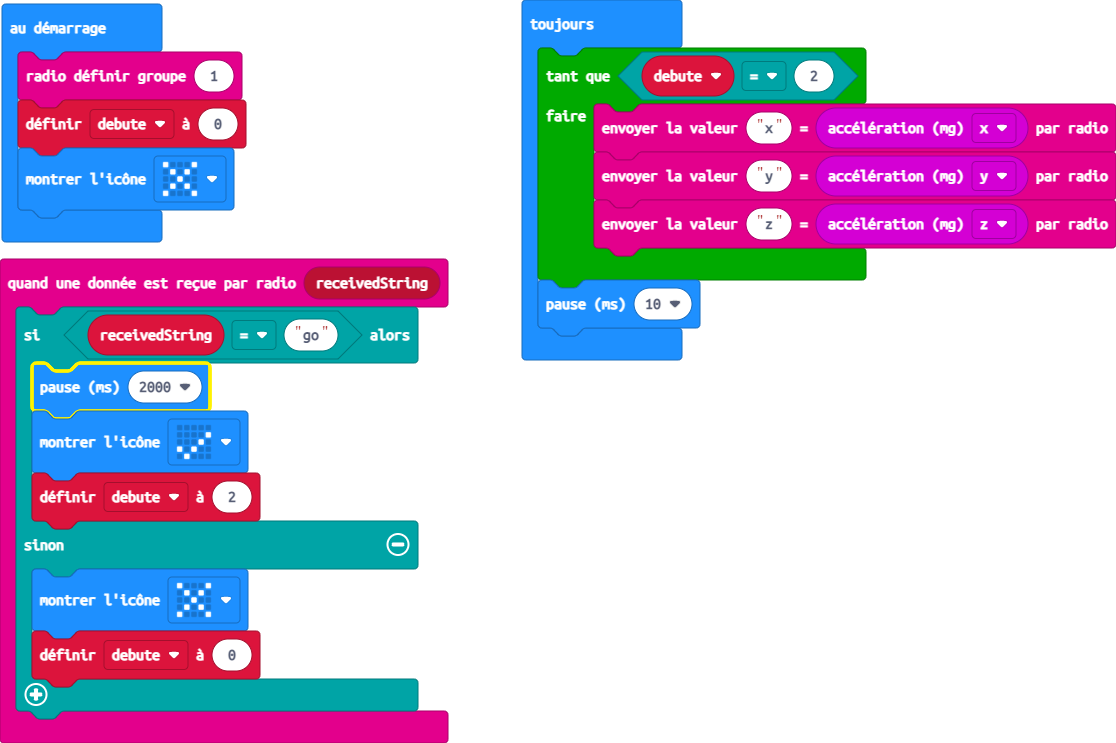 au démarrage
radio définir groupe 1
définir debute à 0
montrer l'icône
quand une donnée est reçue par radio receivedString
si receivedString = "go" alors
pause (ms) 2000
montrer l'icône
définir debute à 2
sinon
montrer l'icône
définir debute à 0
toujours
tant que debute = 2
faire envoyer la valeur "x" = accélération (mg) x par radio
envoyer la valeur "y" = accélération (mg) y par radio
envoyer la valeur "z" = accélération (mg) z par radio
pause (ms) 10